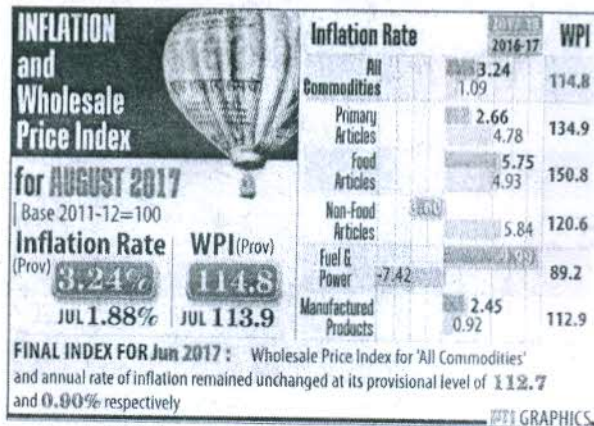 INFLATION
and
Wholesale
Price Index
for AUGUST 2017
Base 2011-12=100
Inflation Rate
(Prov)
3.24%
JUL 1.88%
WPI (Prov)
114.8
JUL 113.9
Inflation Rate
2016-17
WPI
All Commodities 3.24 1.09 114.8
Primary Articles 2.66 4.78 134.9
Food Articles 5.75 4.93 150.8
Non-Food Articles 5.84 120.6
Fuel & Power -7.42 89.2
Manufactured Products 2.45 0.92 112.9
FINAL INDEX FOR Jun 2017 : Wholesale Price Index for 'All Commodities'
and annual rate of inflation remained unchanged at its provisional level of 112.7
and 0.90% respectively
PTI GRAPHICS